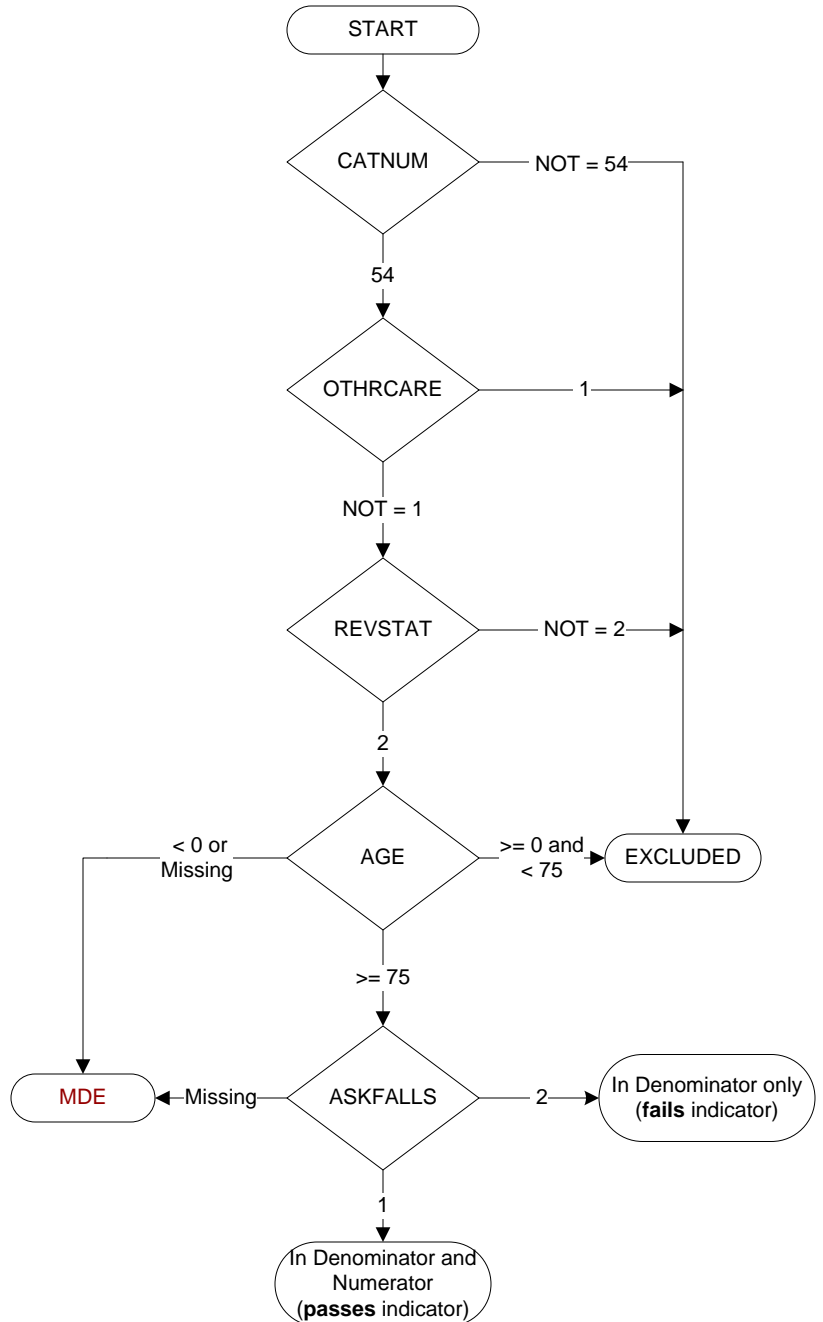 START
CATNUM
NOT = 54
54
OTHRCARE
1
NOT = 1
REVSTAT
NOT = 2
2
< 0 or
Missing
AGE
>= 0 and
< 75
EXCLUDED
>= 75
MDE
Missing
ASKFALLS
2
In Denominator only
(fails indicator)
1
In Denominator and
Numerator
(passes indicator)